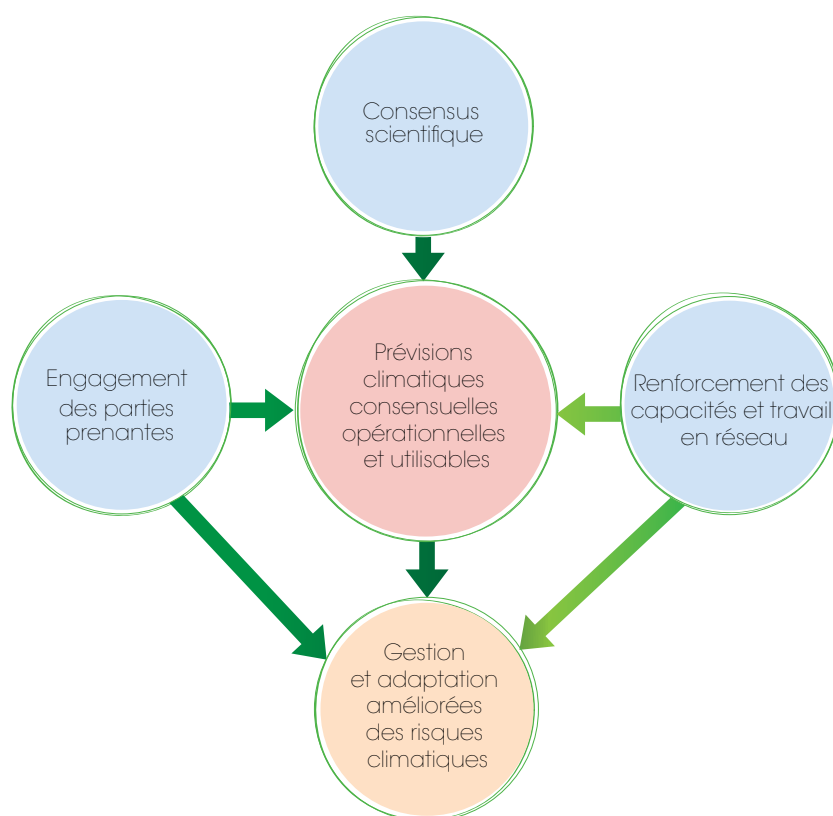 Consensus
scientifique
Engagement
des parties
prenantes
Prévisions
climatiques
consensuelles
opérationnelles
et utilisables
Renforcement des
capacités et travail
en réseau
Gestion
et adaptation
améliorées
des risques
climatiques